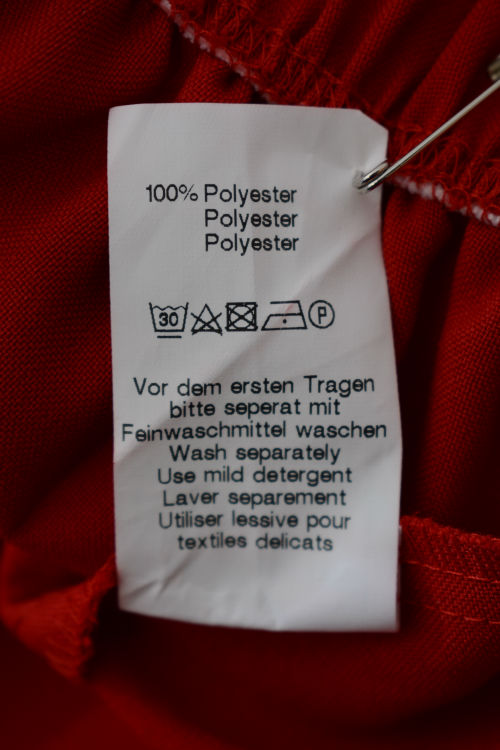 100% Polyester
Polyester
Polyester
30 P
Vor dem ersten Tragen
bitte seperat mit
Feinwaschmittel waschen
Wash separately
Use mild detergent
Laver separement
Utiliser lessive pour
textiles delicats